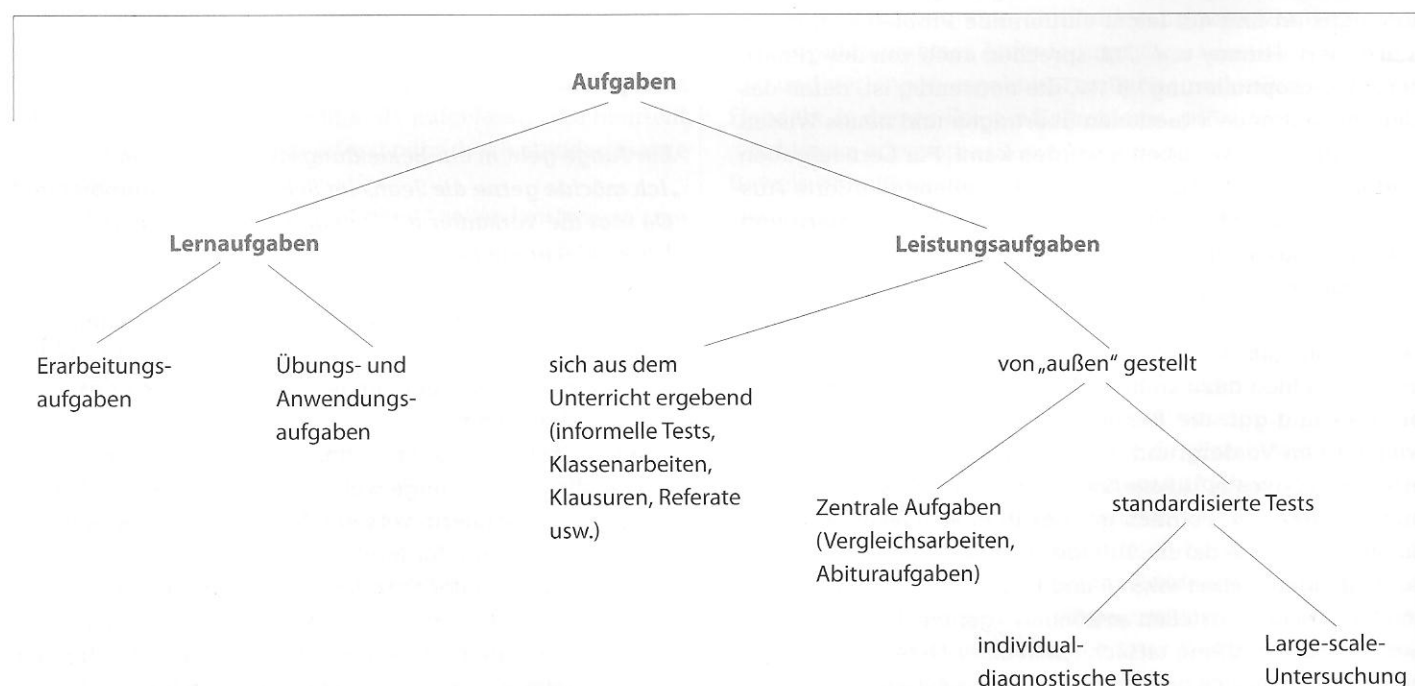 Aufgaben
Lernaufgaben
Leistungsaufgaben
Erarbeitungs-
aufgaben
Übungs- und
Anwendungs-
aufgaben
sich aus dem
Unterricht ergebend
(informelle Tests,
Klassenarbeiten,
Klausuren, Referate
usw.)
von „außen“ gestellt
Zentrale Aufgaben
(Vergleichsarbeiten,
Abituraufgaben)
standardisierte Tests
individual-
diagnostische Tests
Large-scale-
Untersuchung